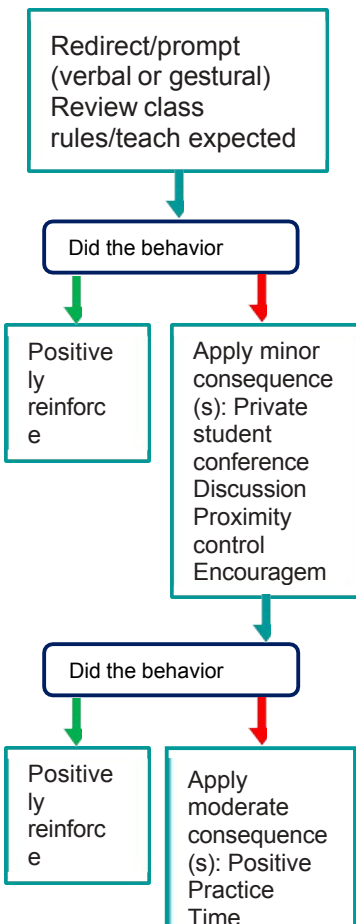 Redirect/prompt
(verbal or gestural)
Review class
rules/teach expected
Did the behavior
Positive
ly
reinforc
e
Apply minor
consequence
(s): Private
student
conference
Discussion
Proximity
control
Encouragem
Did the behavior
Positive
ly
reinforc
e
Apply
moderate
consequence
(s): Positive
Practice
Time